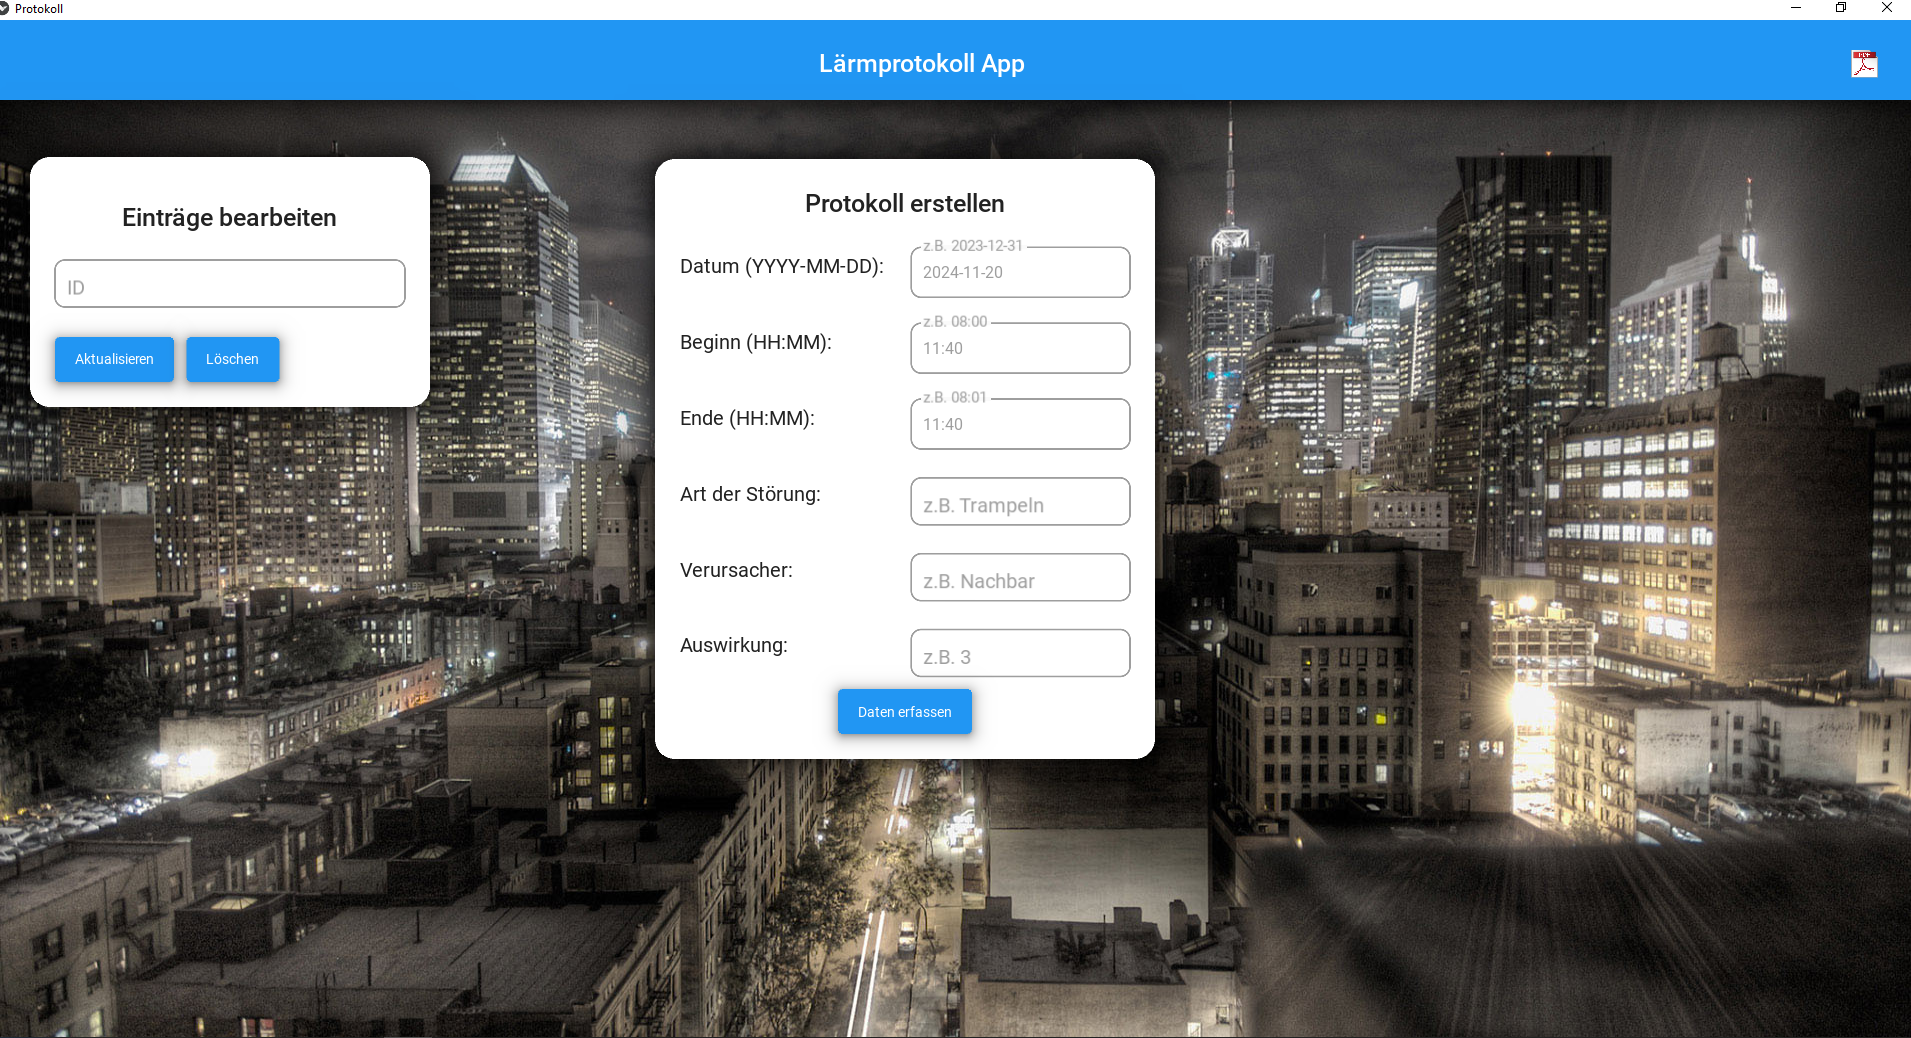 Protokoll
Lärmprotokoll App
PDF
Einträge bearbeiten
ID
Aktualisieren
Löschen
Protokoll erstellen
Datum (YYYY-MM-DD):
z.B. 2023-12-31
2024-11-20
Beginn (HH:MM):
z.B. 08:00
11:40
Ende (HH:MM):
z.B. 08:01
11:40
Art der Störung:
z.B. Trampeln
Verursacher:
z.B. Nachbar
Auswirkung:
z.B. 3
Daten erfassen